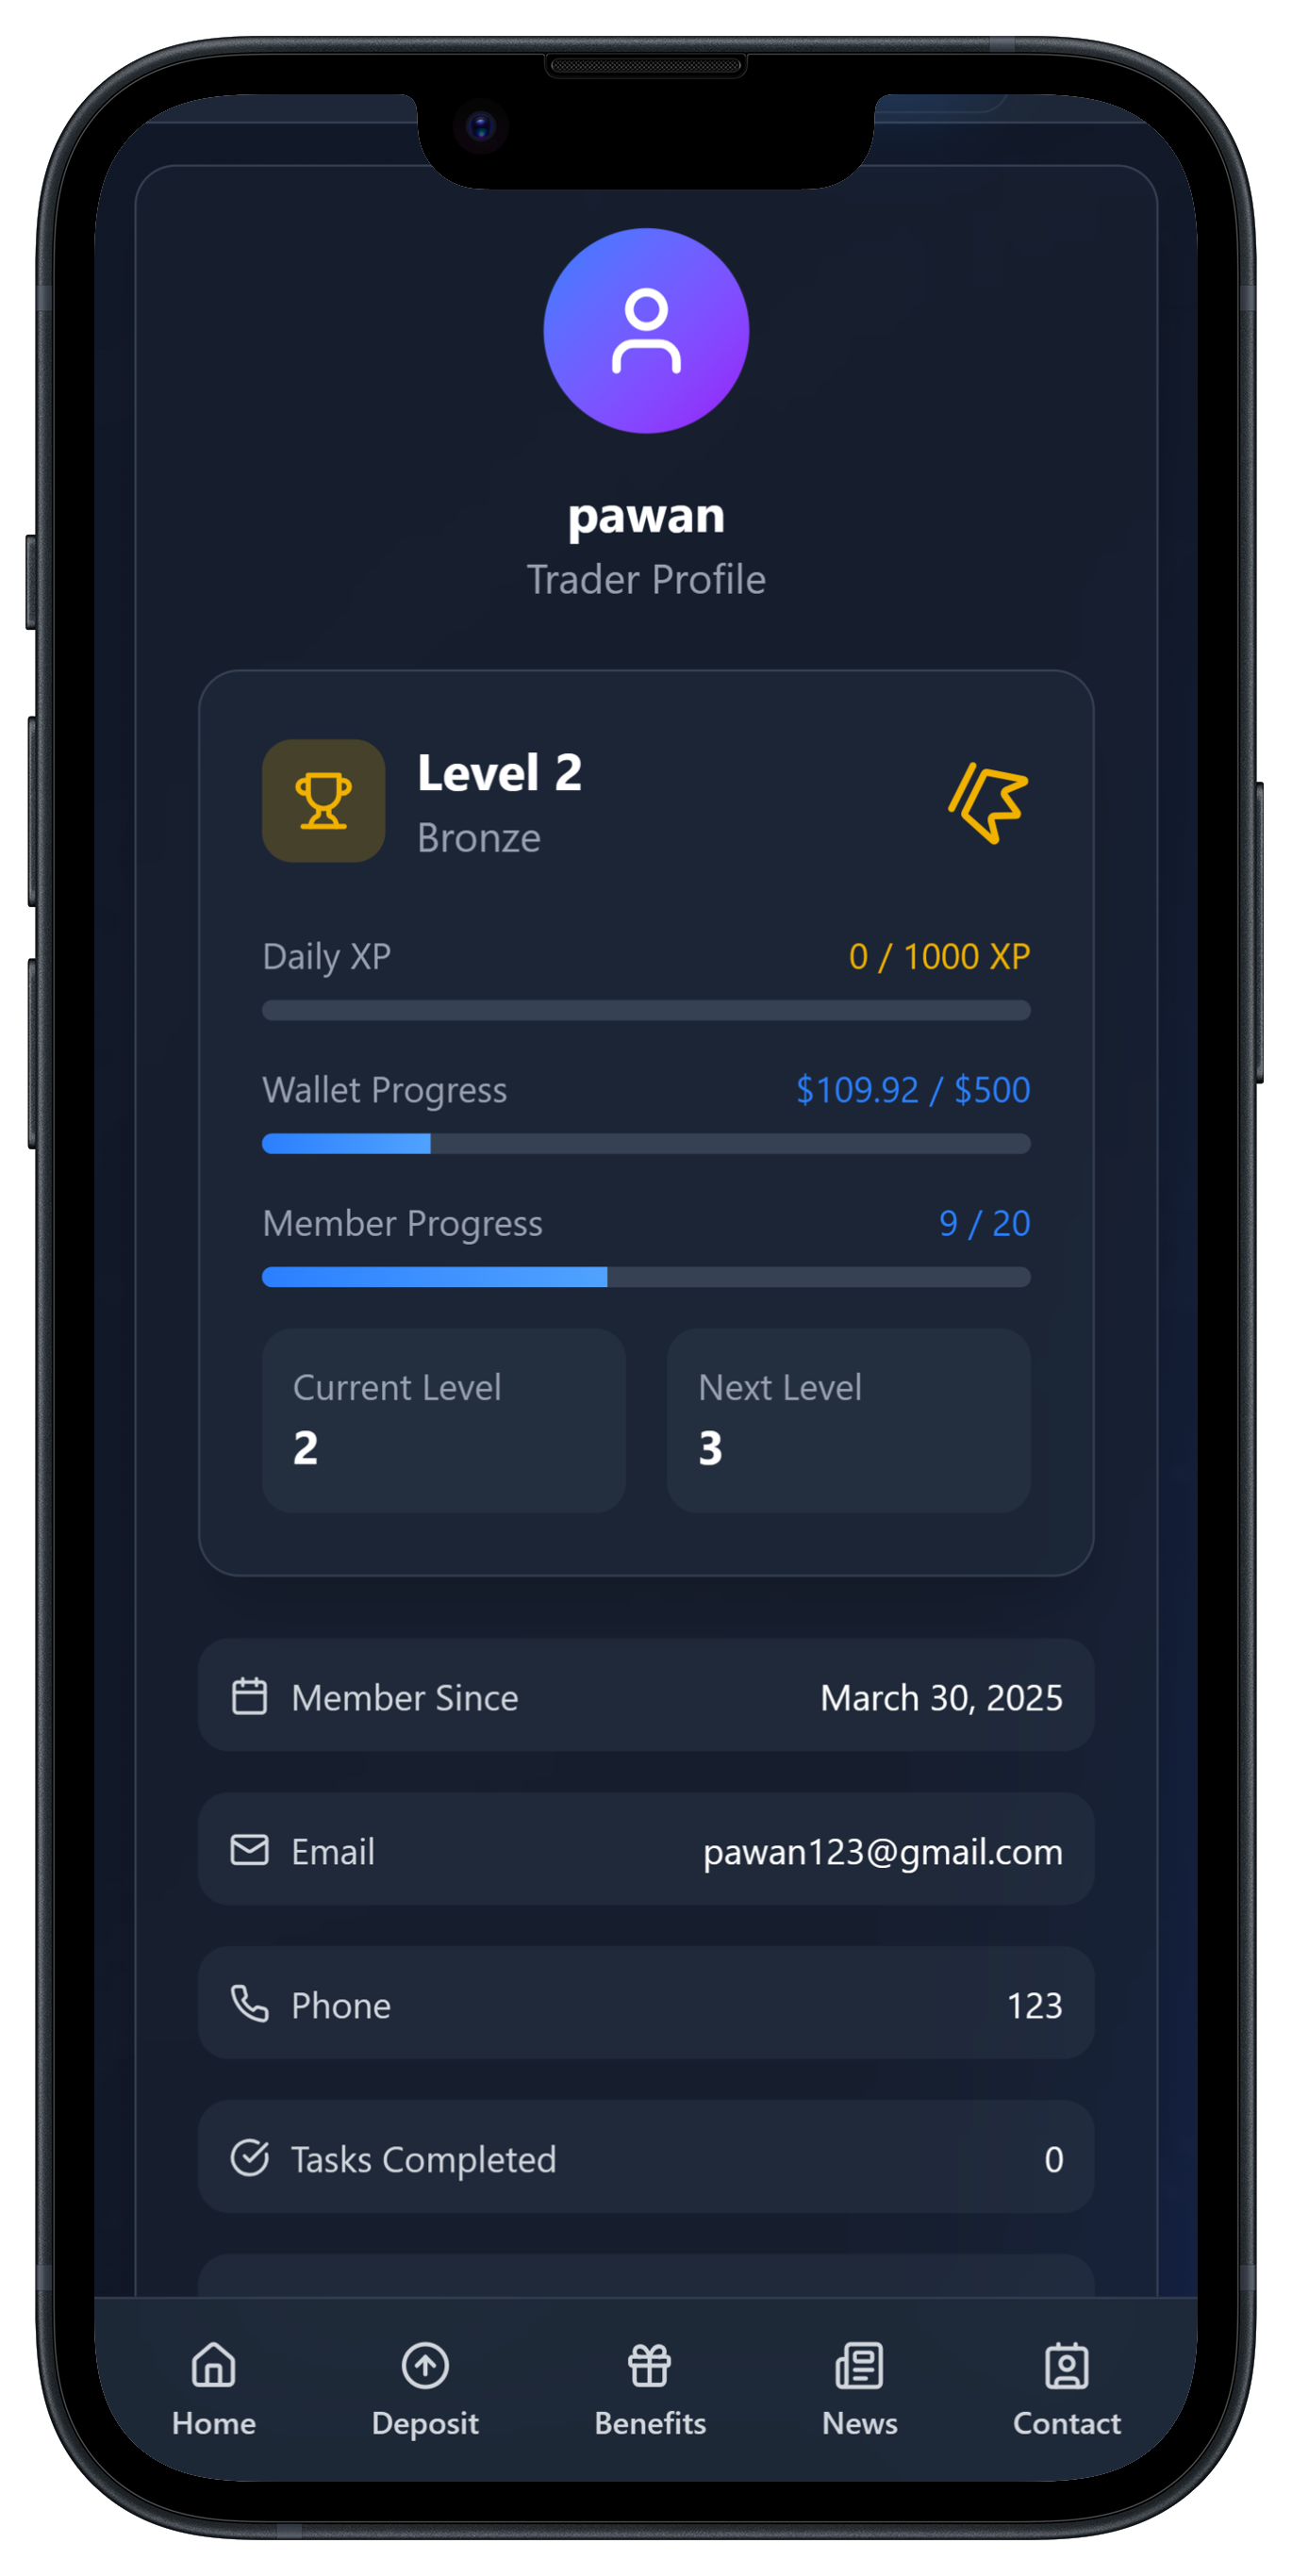 pawan
Trader Profile
Level 2
Bronze
Daily XP 0 / 1000 XP
Wallet Progress $109.92 / $500
Member Progress 9 / 20
Current Level Next Level
2 3
Member Since March 30, 2025
Email pawan123@gmail.com
Phone 123
Tasks Completed 0
Home Deposit Benefits News Contact